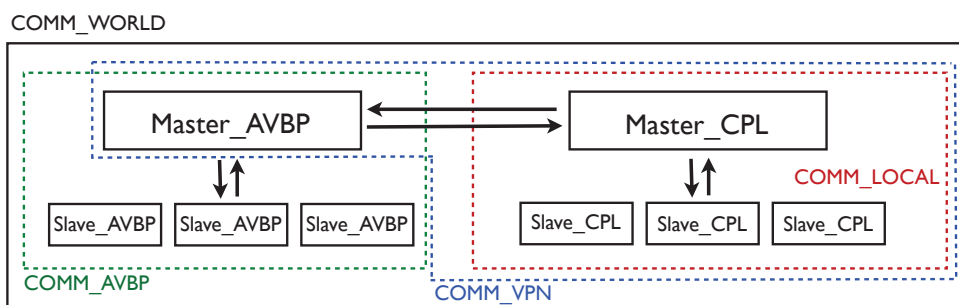 COMM_WORLD
Master_AVBP
Master_CPL
COMM_LOCAL
Slave_AVBP Slave_AVBP Slave_AVBP
Slave_CPL Slave_CPL Slave_CPL
COMM_AVBP
COMM_VPN